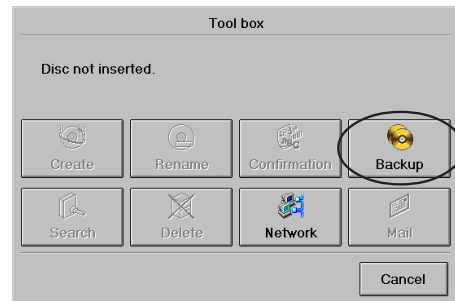 Tool box
Disc not inserted.
Create Rename Confirmation Backup
Search Delete Network Mail
Cancel